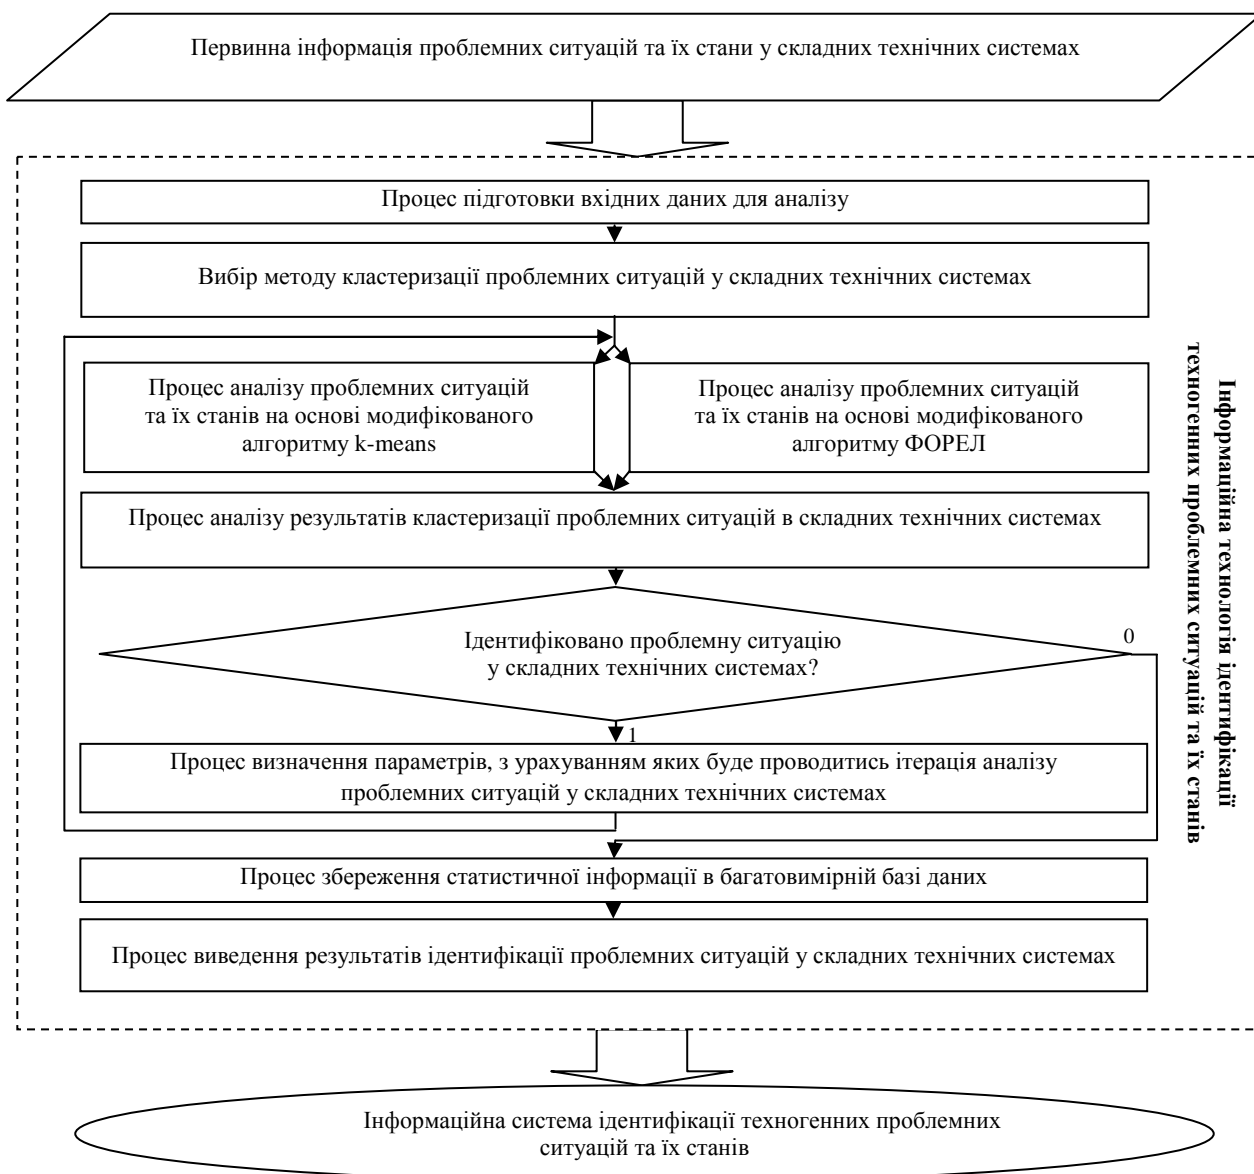 Первинна інформація проблемних ситуацій та їх стани у складних технічних системах
Процес підготовки вхідних даних для аналізу
Вибір методу кластеризації проблемних ситуацій у складних технічних системах
Процес аналізу проблемних ситуацій
та їх станів на основі модифікованого
алгоритму k-means
Процес аналізу проблемних ситуацій
та їх станів на основі модифікованого
алгоритму ФОРЕЛ
Процес аналізу результатів кластеризації проблемних ситуацій в складних технічних системах
Ідентифіковано проблемну ситуацію
у складних технічних системах?
0
1
Процес визначення параметрів, з урахуванням яких буде проводитись ітерація аналізу
проблемних ситуацій у складних технічних системах
Процес збереження статистичної інформації в багатовимірній базі даних
Процес виведення результатів ідентифікації проблемних ситуацій у складних технічних системах
Інформаційна технологія ідентифікації
техногенних проблемних ситуацій та їх станів
Інформаційна система ідентифікації техногенних проблемних
ситуацій та їх станів